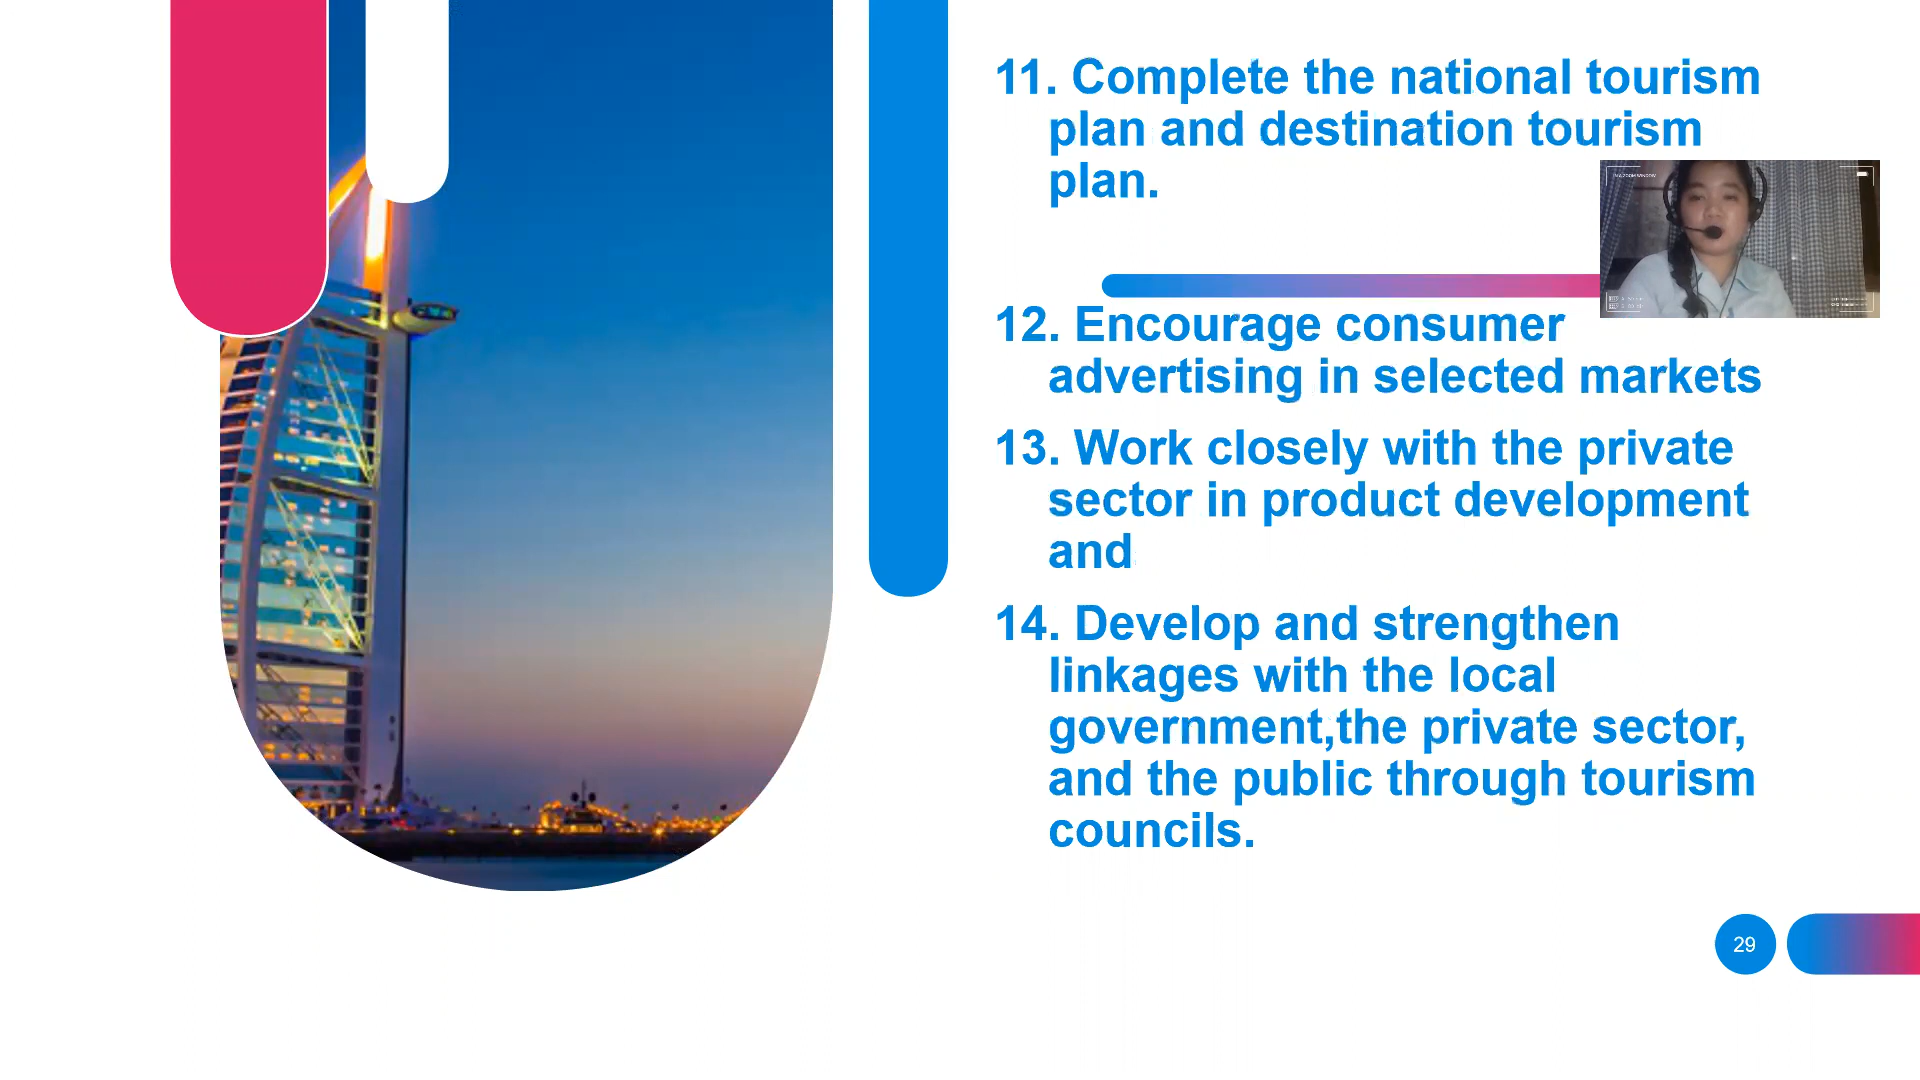 11. Complete the national tourism
plan and destination tourism
plan.
12. Encourage consumer
advertising in selected markets
13. Work closely with the private
sector in product development
and
14. Develop and strengthen
linkages with the local
government,the private sector,
and the public through tourism
councils.
29